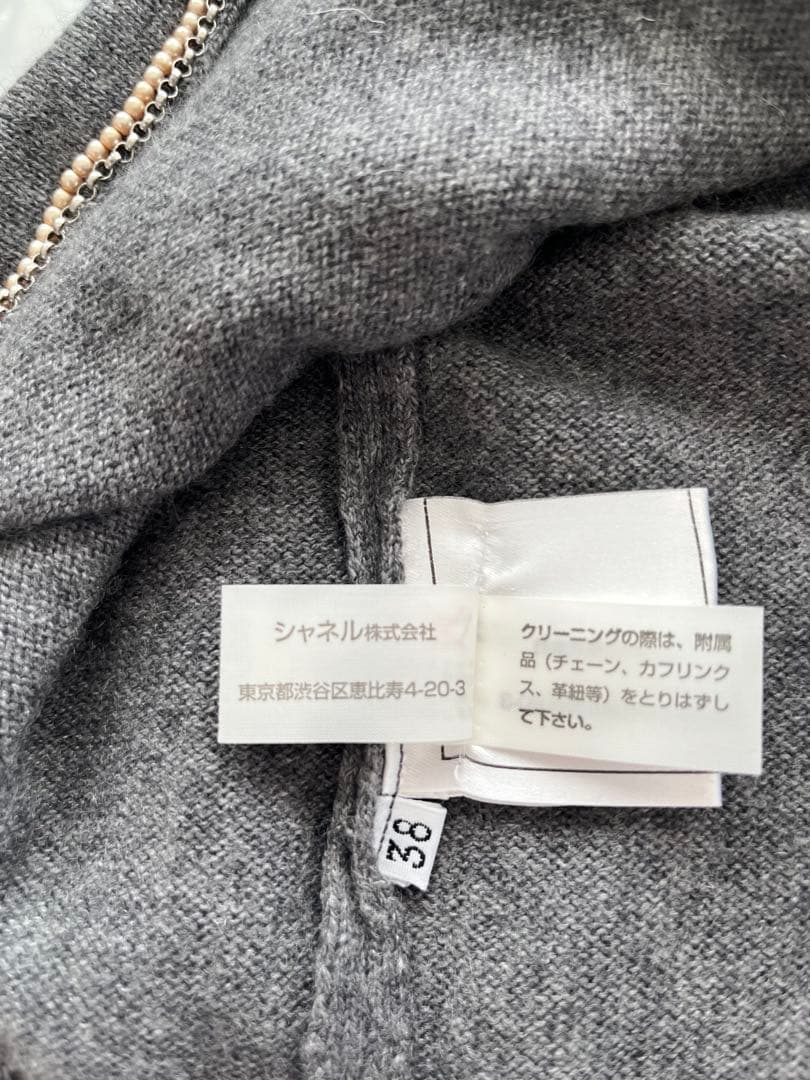 シャネル株式会社
東京都渋谷区恵比寿4-20-3
クリーニングの際は、附属
品（チェーン、カフリンク
ス、革紐等）をとりはずし
て下さい。
38